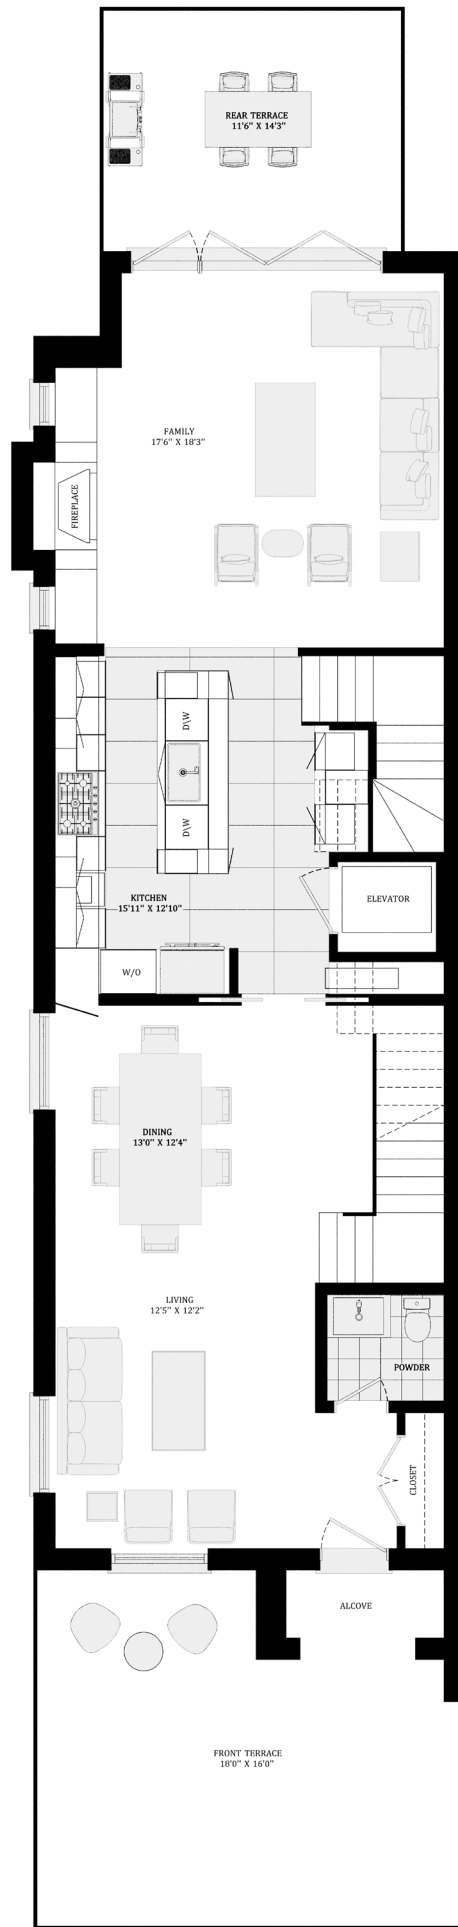 REAR TERRACE
11'6" X 14'3"
FAMILY
17'6" X 18'3"
FIREPLACE
D\W
D\W
KITCHEN
15'11" X 12'10"
ELEVATOR
W/O
DINING
13'0" X 12'4"
LIVING
12'5" X 12'2"
POWDER
CLOSET
ALCOVE
FRONT TERRACE
18'0" X 16'0"